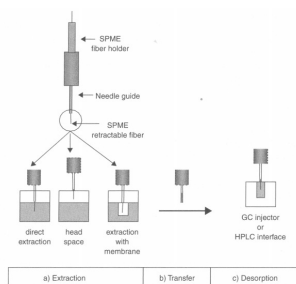 SPME
fiber holder
Needle guide
SPME
retractable fiber
direct
extraction
head
space
extraction
with
membrane
GC injector
or
HPLC interface
a) Extraction
b) Transfer
c) Desorption